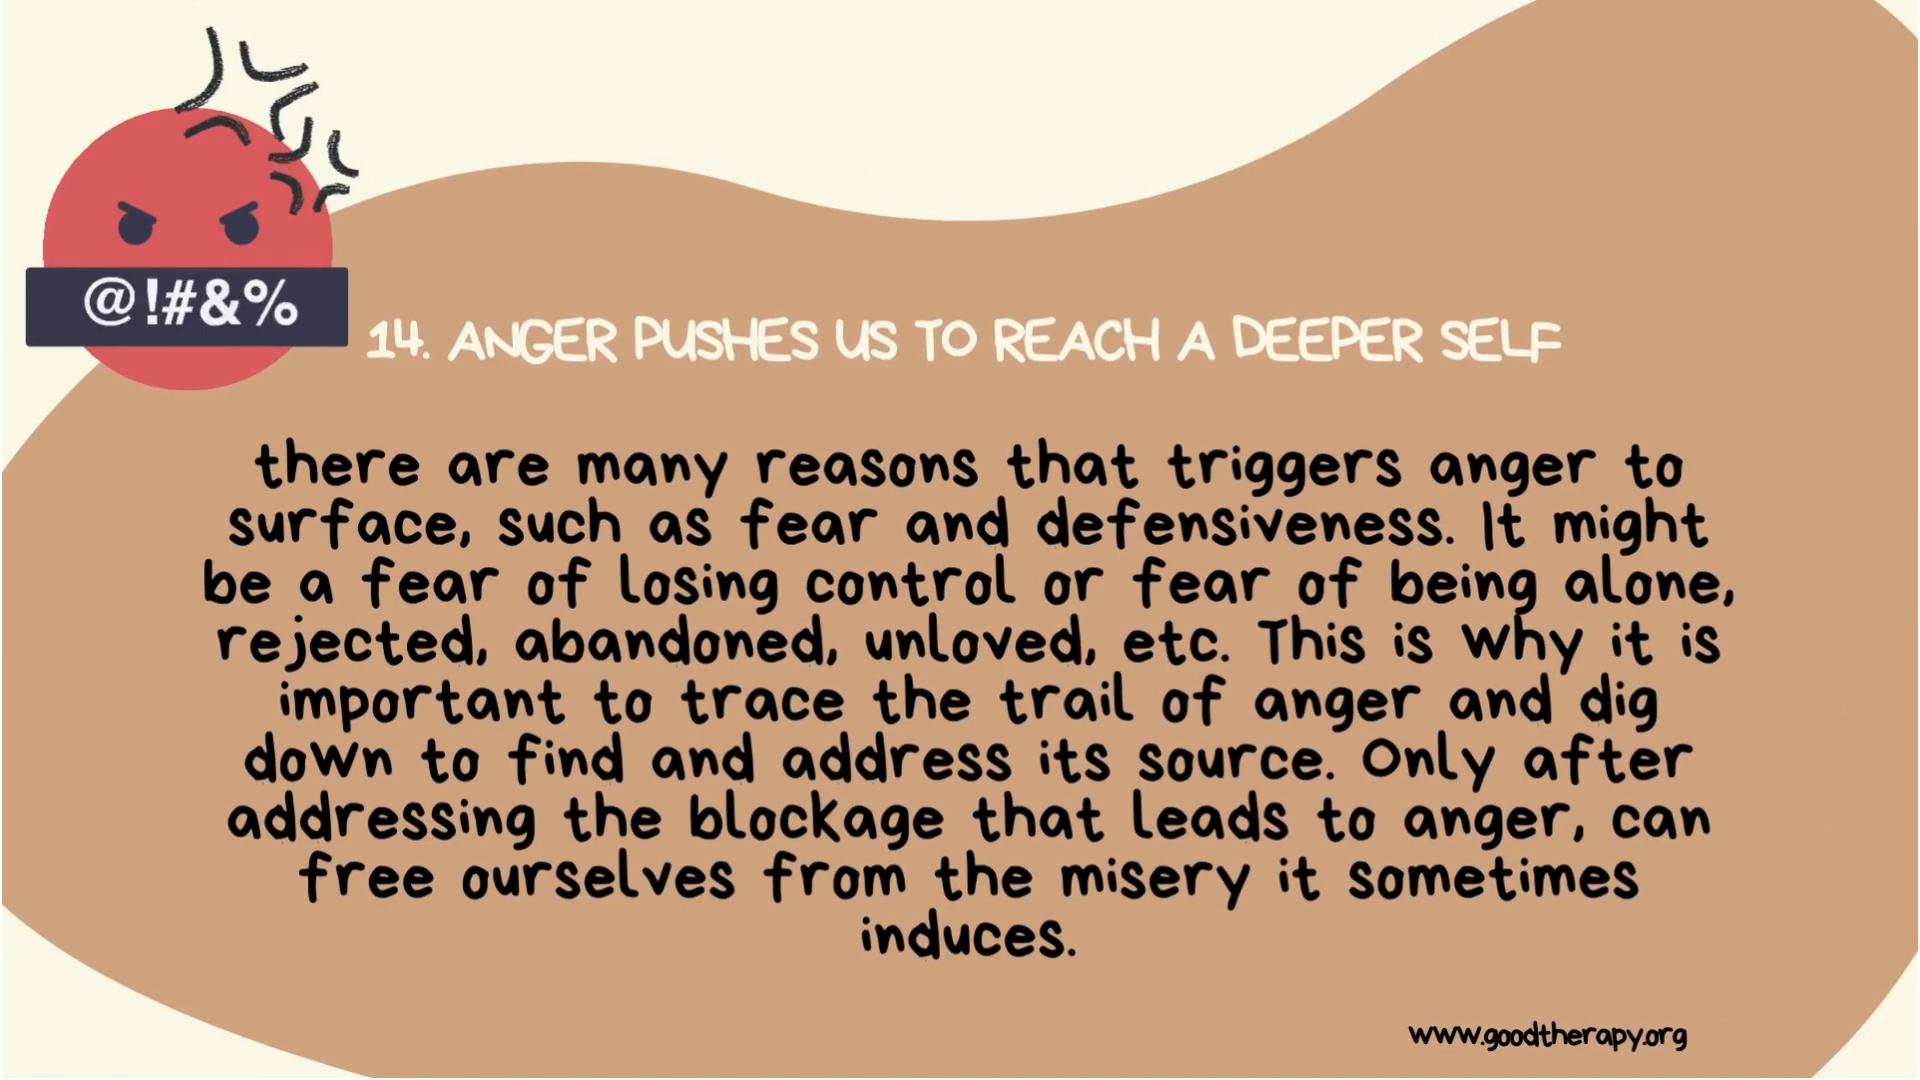 @!#&%
14. ANGER PUSHES US TO REACH A DEEPER SELF
there are many reasons that triggers anger to
surface, such as fear and defensiveness. It might
be a fear of losing control or fear of being alone,
rejected, abandoned, unloved, etc. This is why it is
important to trace the trail of anger and dig
down to find and address its source. Only after
addressing the blockage that leads to anger, can
free ourselves from the misery it sometimes
induces.
www.goodtherapy.org